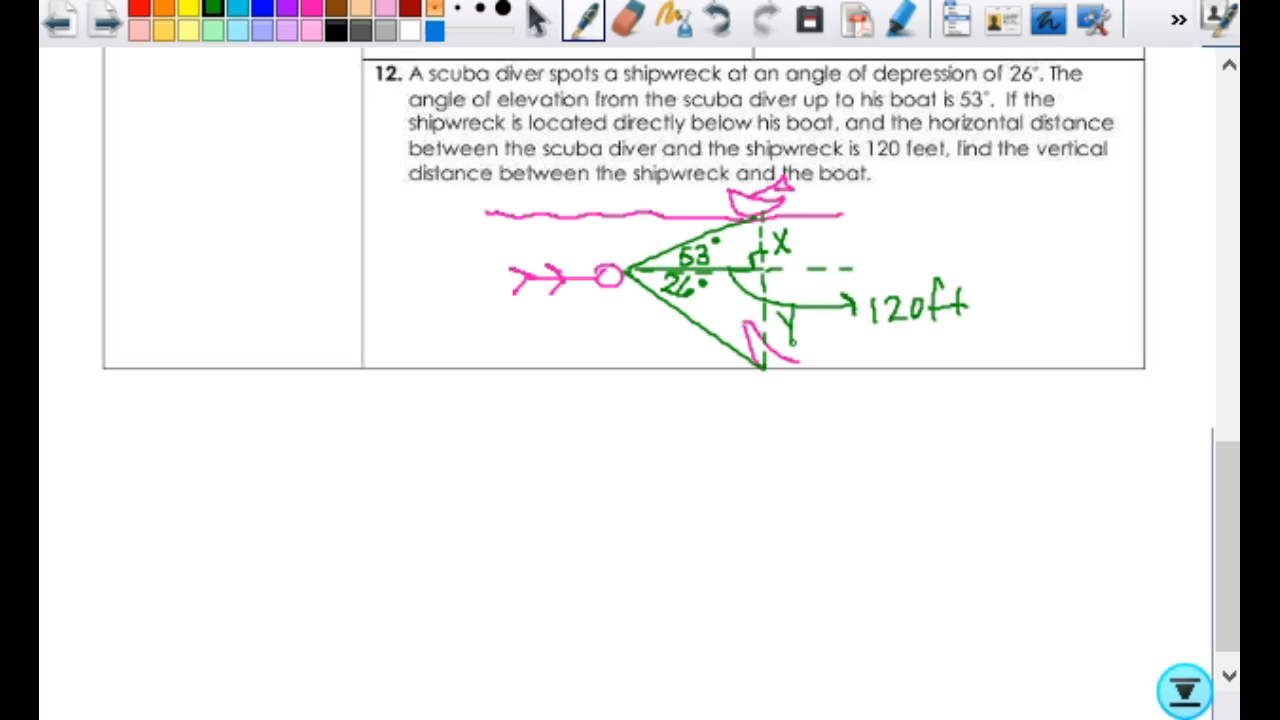 12. A scuba diver spots a shipwreck at an angle of depression of 26°. The
angle of elevation from the scuba diver up to his boat is 53°. If the
shipwreck is located directly below his boat, and the horizontal distance
between the scuba diver and the shipwreck is 120 feet, find the vertical
distance between the shipwreck and the boat.
53°
X
26°
120ft
Y